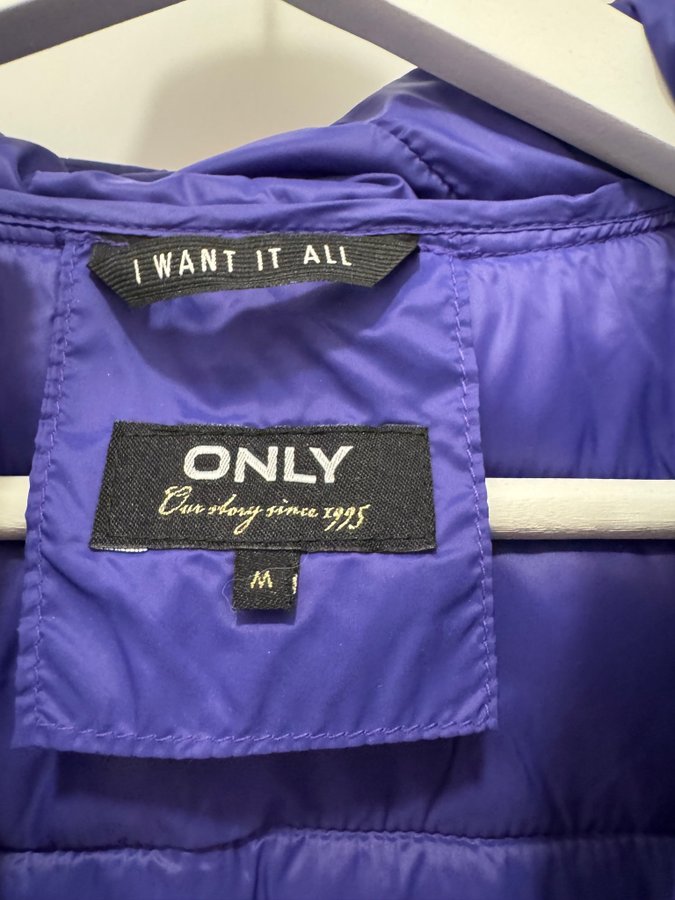 I WANT IT ALL
ONLY
Our story since 1995
M